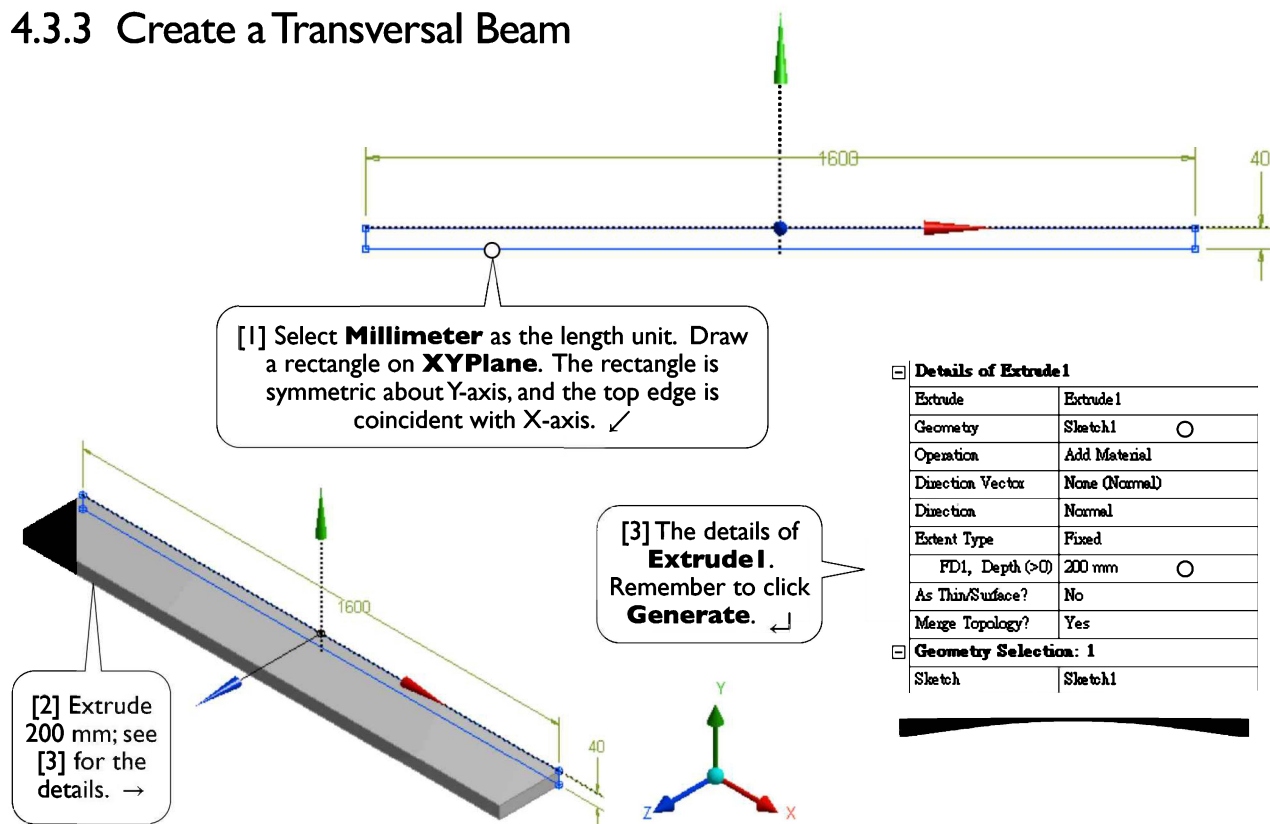 4.3.3 Create a Transversal Beam
1600
40
[1] Select Millimeter as the length unit. Draw
a rectangle on XYPlane. The rectangle is
symmetric about Y-axis, and the top edge is
coincident with X-axis. ↙
Details of Extrude1
Extrude Extrude1
Geometry Sketch1
Operation Add Material
Direction Vector None (Normal)
Direction Normal
Extent Type Fixed
FD1, Depth (>0) 200 mm
As Thin/Surface? No
Merge Topology? Yes
Geometry Selection: 1
Sketch Sketch1
[3] The details of
Extrude1.
Remember to click
Generate. ↲
1600
40
[2] Extrude
200 mm; see
[3] for the
details. →
Y
Z
X